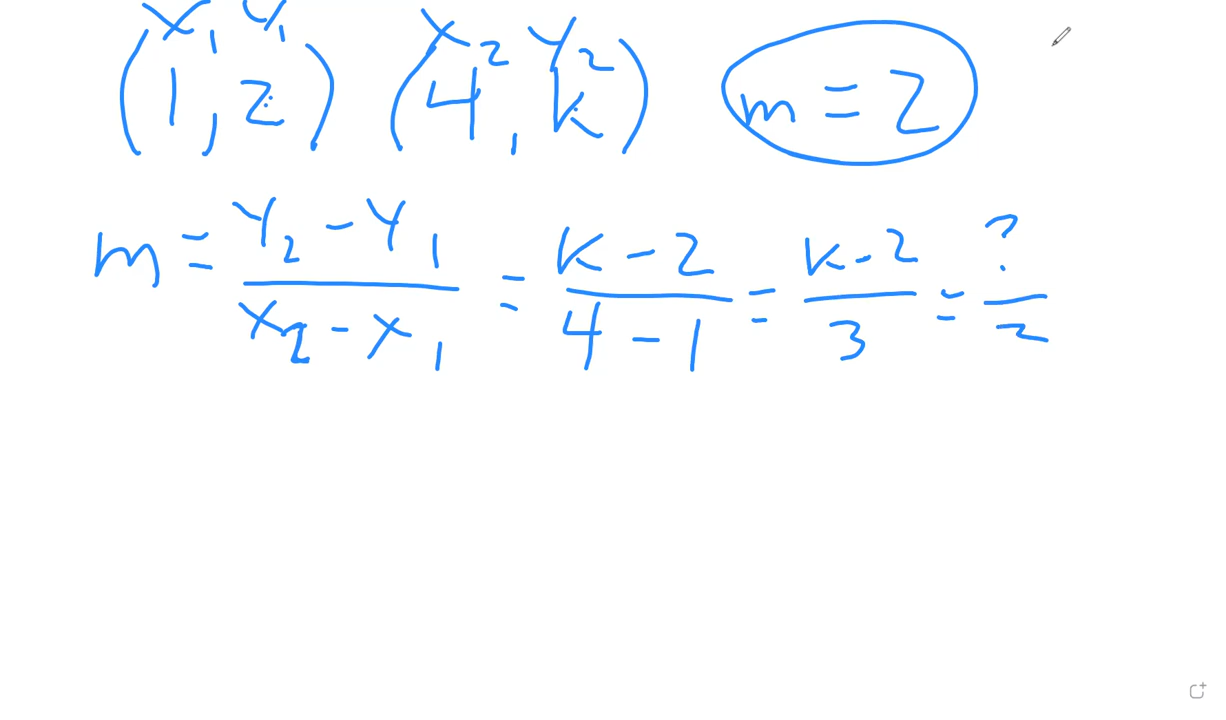 X₁ Y₁ X₂ Y₂
(1, 2) (4, k) m = 2
m = (Y₂ - Y₁)/(X₂ - X₁) = (K - 2)/(4 - 1) = (K - 2)/3 = ?/2